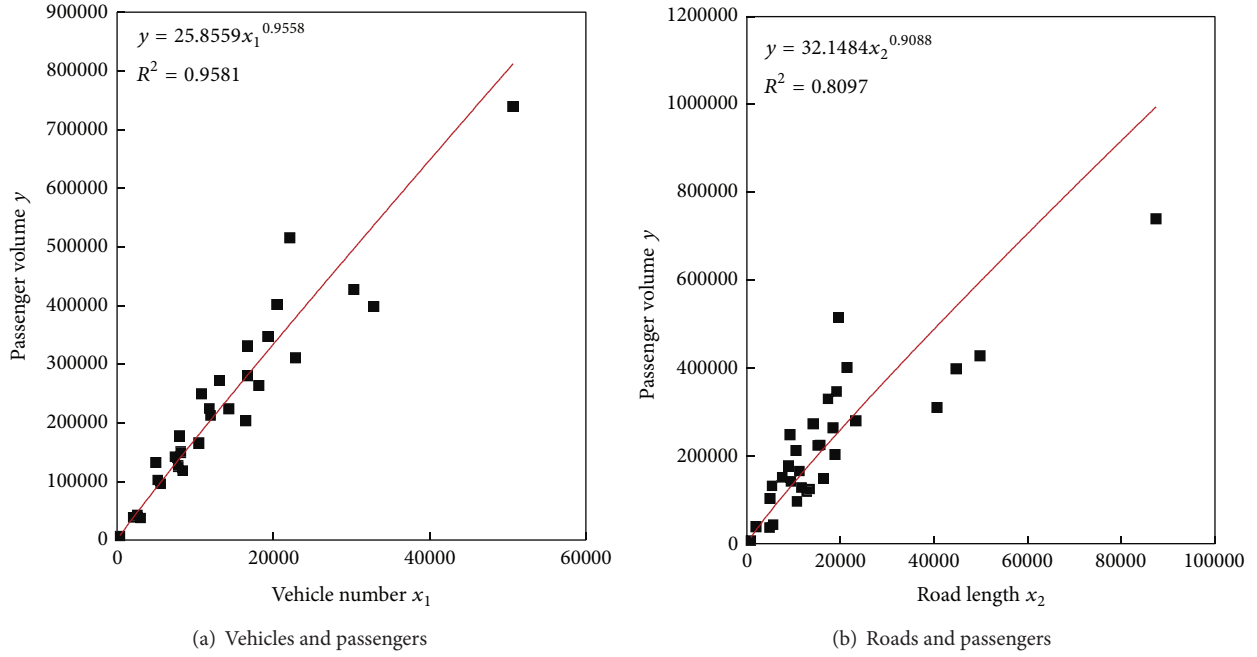 900000
800000
700000
600000
500000
400000
300000
200000
100000
0
Passenger volume y
y = 25.8559x₁^0.9558
R² = 0.9581
0 20000 40000 60000
Vehicle number x₁
(a) Vehicles and passengers
1200000
1000000
800000
600000
400000
200000
0
Passenger volume y
y = 32.1484x₂^0.9088
R² = 0.8097
0 20000 40000 60000 80000 100000
Road length x₂
(b) Roads and passengers